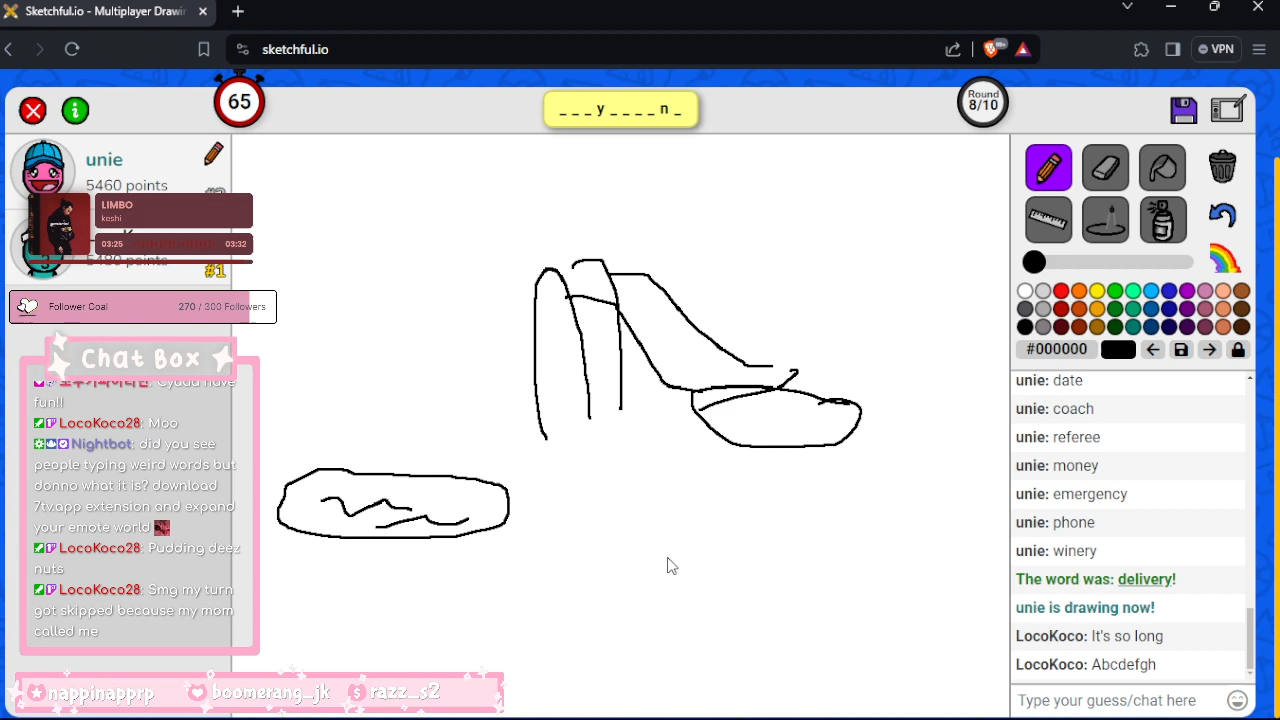 Sketchful.io - Multiplayer Drawin
sketchful.io
VPN
65
_ _ _ y _ _ _ _ n _
Round
8/10
unie
5460 points
LIMBO
keshi
03:25
03:32
5480 points
#1
Follower Goal
270 / 300 Followers
Chat Box
fun!!
LocoKoco28: Moo
Nightbot: did you see
people typing weird words but
donno what it is? download
7tv.app extension and expand
your emote world
LocoKoco28: Pudding deez
nuts
LocoKoco28: Smg my turn
got skipped because my mom
called me
nappinapprp
boomerang_jk
razz_s2
#000000
unie: date
unie: coach
unie: referee
unie: money
unie: emergency
unie: phone
unie: winery
The word was: delivery!
unie is drawing now!
LocoKoco: It's so long
LocoKoco: Abcdefgh
Type your guess/chat here